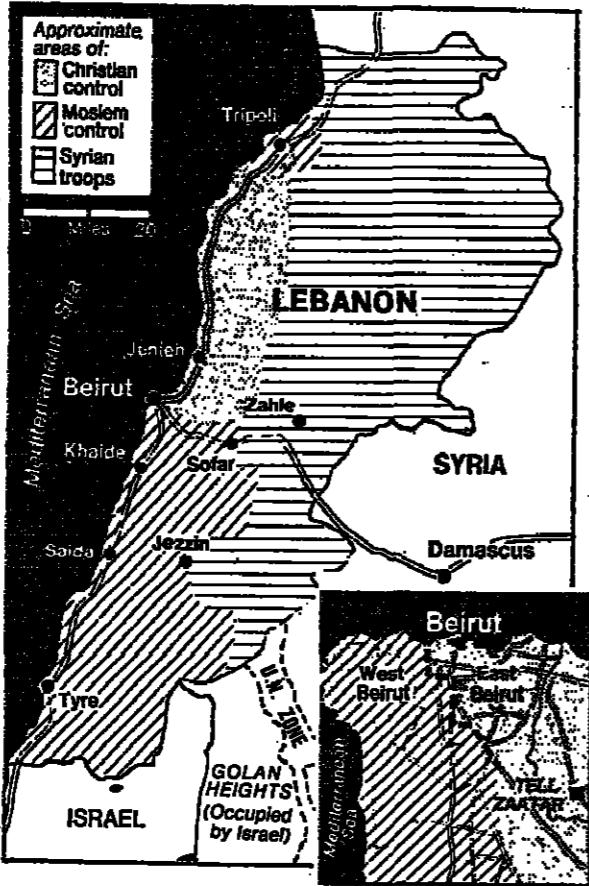 Approximate
areas of:
Christian
control
Moslem
control
Syrian
troops
0 Miles 20
Tripoli
LEBANON
Mediterranean Sea
Junieh
Beirut
Zahle
Khalde
Sofar
SYRIA
Saida
Jezzin
Damascus
Tyre
U.N. ZONE
GOLAN
HEIGHTS
(Occupied
by Israel)
ISRAEL
Beirut
West
Beirut
East
Beirut
TELL
ZAATAR
Mediterranean
Sea